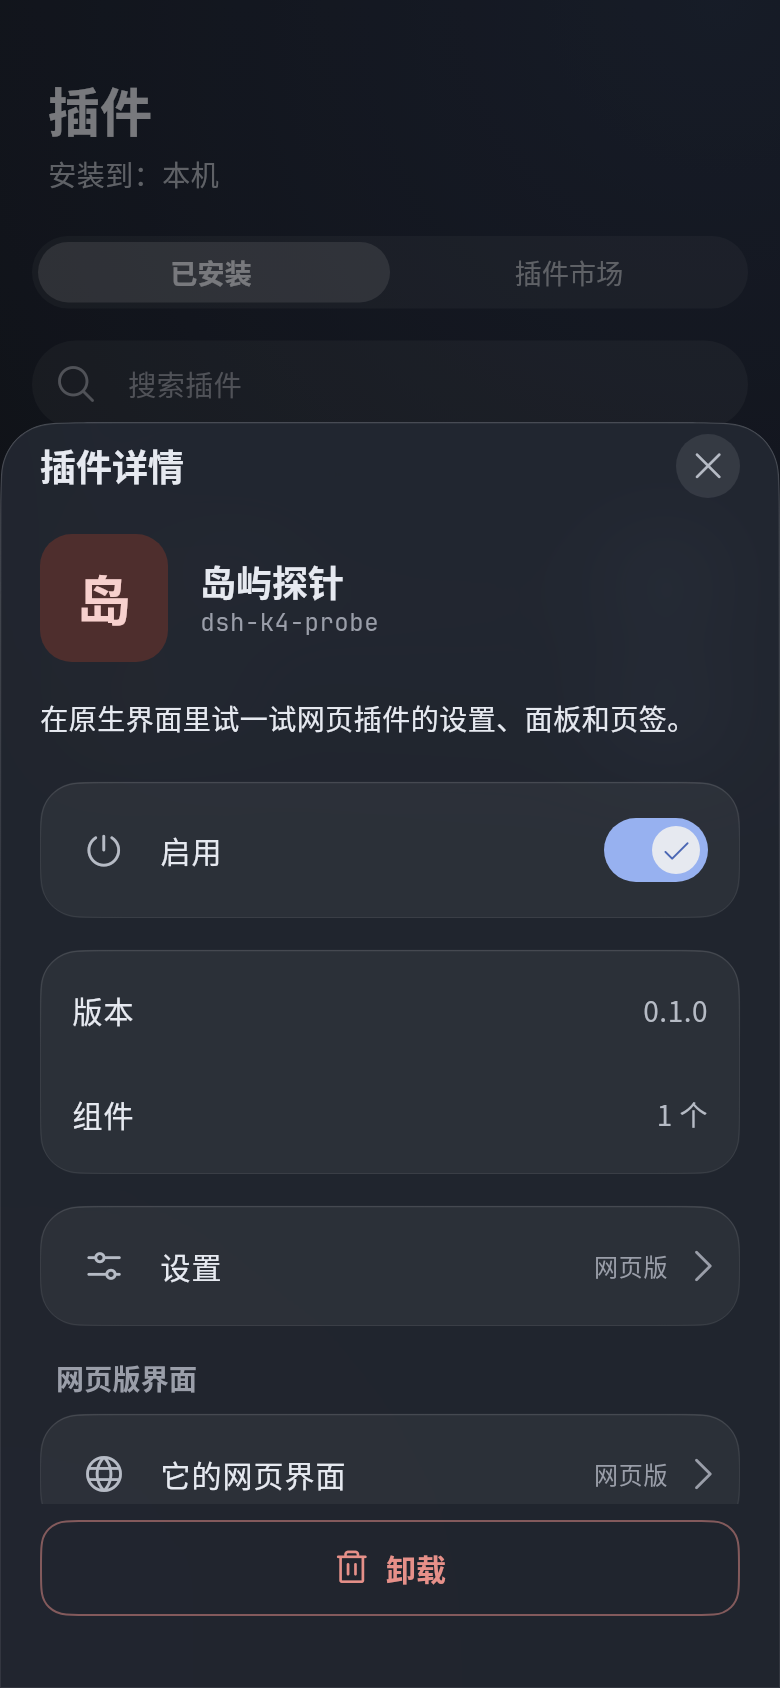 插件
安装到：本机
已安装
插件市场
搜索插件
插件详情
岛
岛屿探针
dsh-k4-probe
在原生界面里试一试网页插件的设置、面板和页签。
启用
版本
0.1.0
组件
1 个
设置
网页版
网页版界面
它的网页界面
网页版
卸载